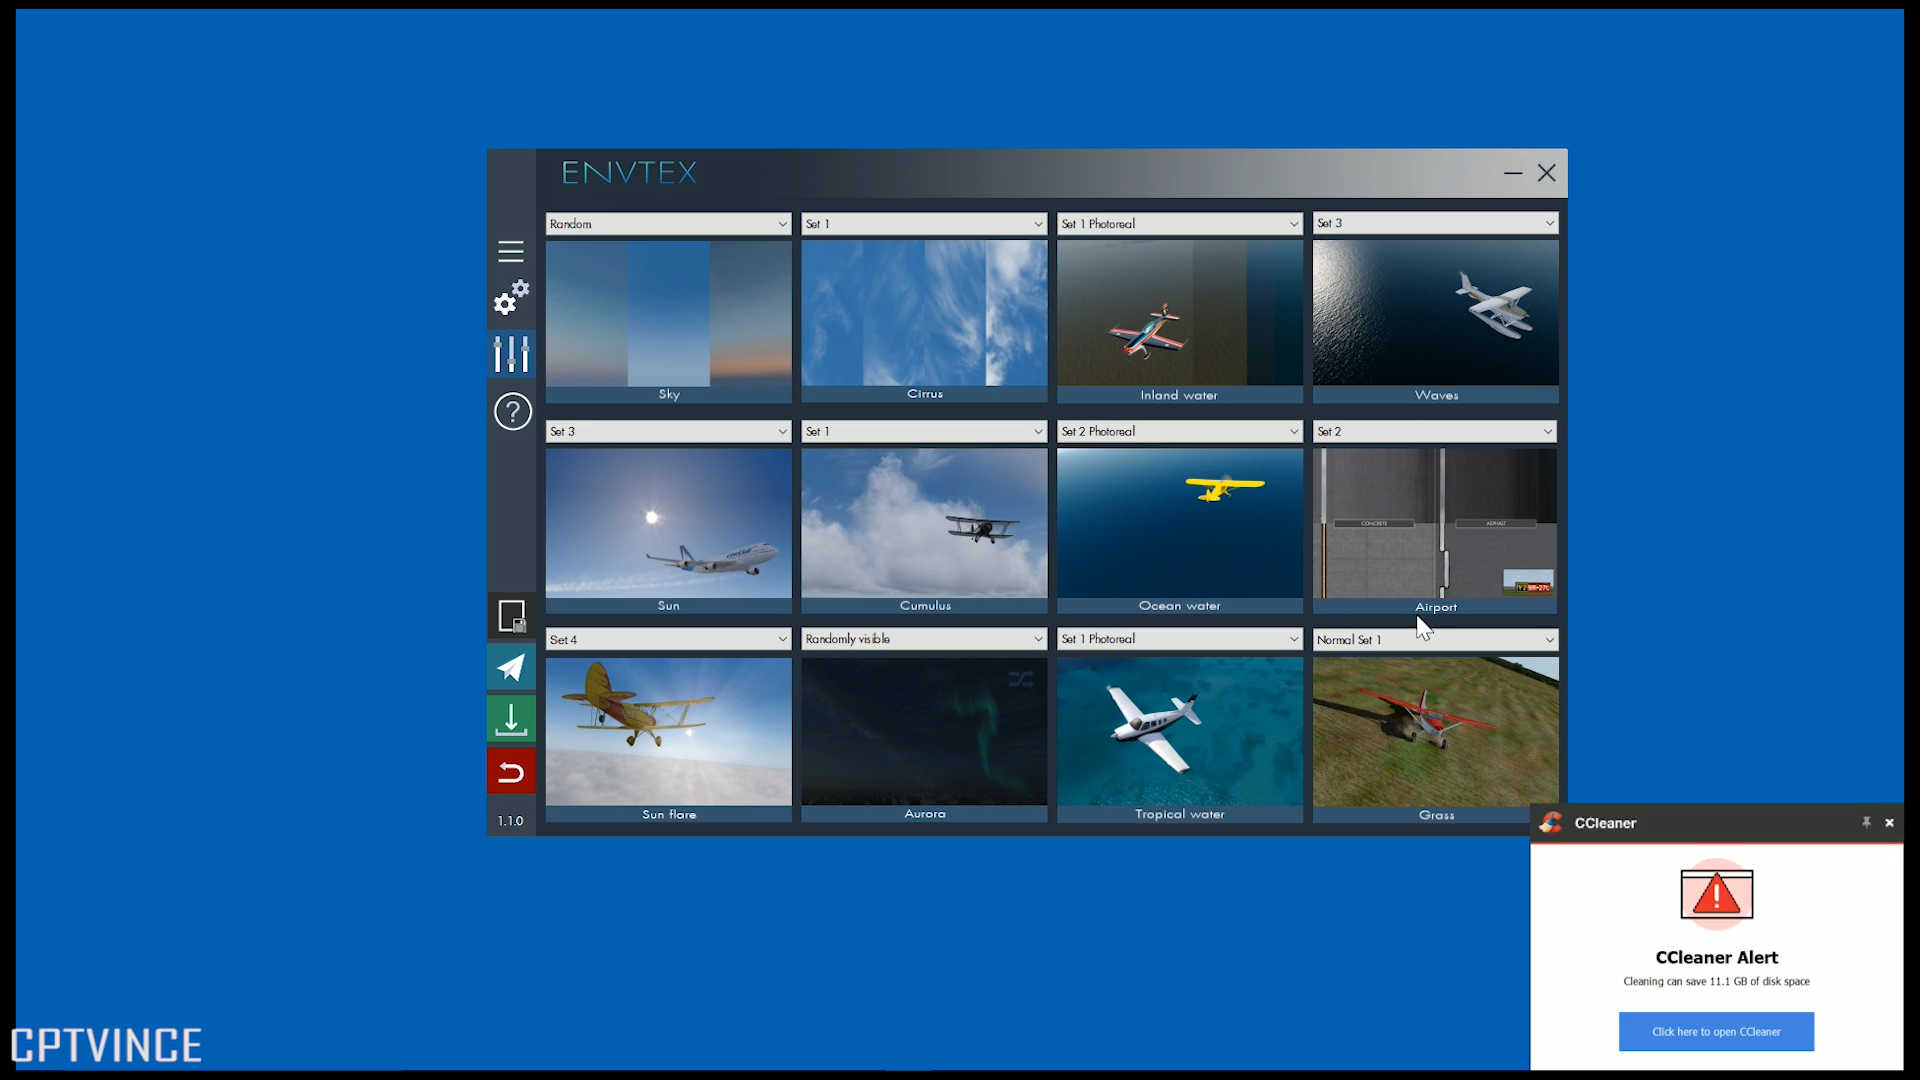 ENVTEX
Random
Set 1
Set 1 Photoreal
Set 3
Sky
Cirrus
Inland water
Waves
Set 3
Set 1
Set 2 Photoreal
Set 2
CONCRETE
ASPHALT
Sun
Cumulus
Ocean water
Airport
Set 4
Randomly visible
Set 1 Photoreal
Normal Set 1
Sun flare
Aurora
Tropical water
Grass
1.1.0
CCleaner
CCleaner Alert
Cleaning can save 11.1 GB of disk space
Click here to open CCleaner
CPTVINCE